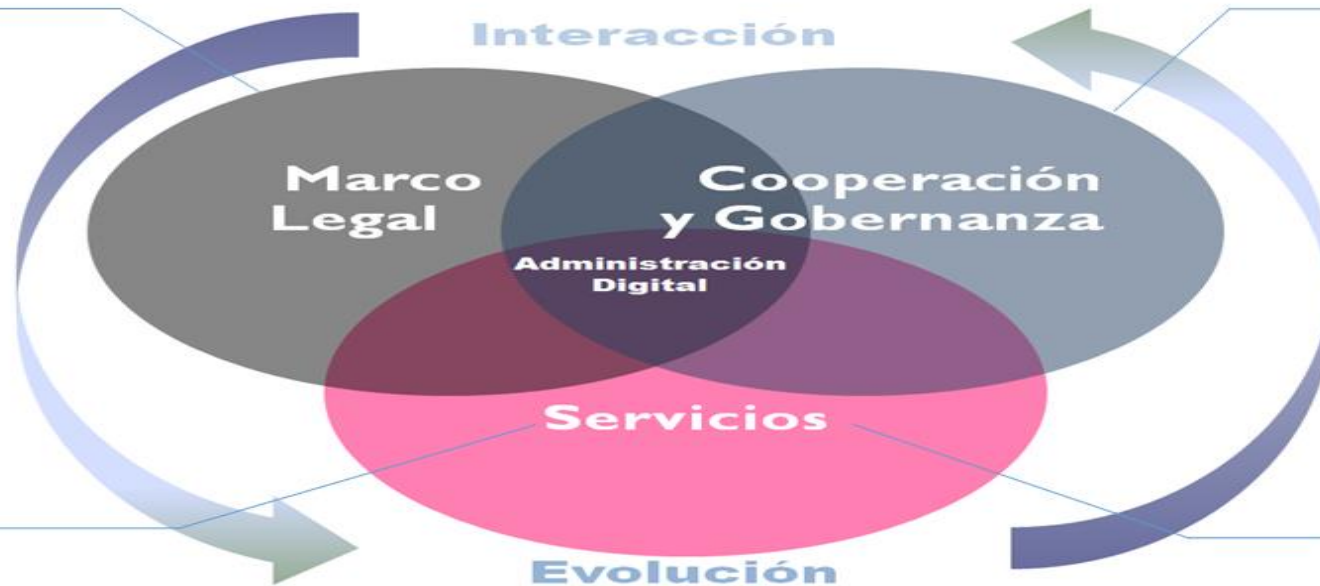 Interacción
Marco
Legal
Cooperación
y Gobernanza
Administración
Digital
Servicios
Evolución